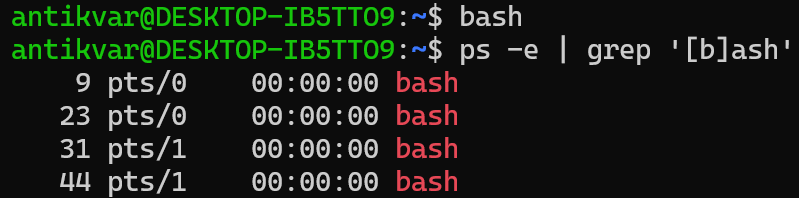 antikvar@DESKTOP-IB5TTO9:~$ bash
antikvar@DESKTOP-IB5TTO9:~$ ps -e | grep '[b]ash'
9 pts/0 00:00:00 bash
23 pts/0 00:00:00 bash
31 pts/1 00:00:00 bash
44 pts/1 00:00:00 bash